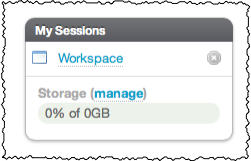 My Sessions
Workspace
Storage (manage)
0% of 0GB